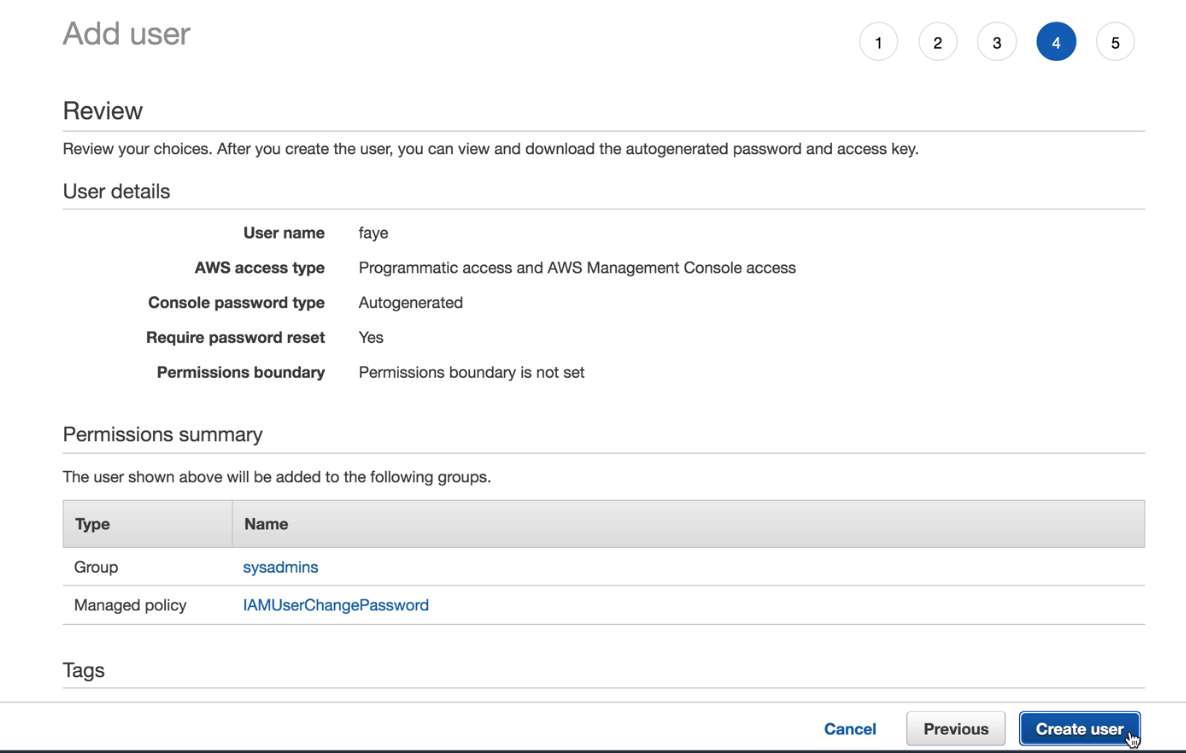 Add user
1 2 3 4 5
Review
Review your choices. After you create the user, you can view and download the autogenerated password and access key.
User details
User name faye
AWS access type Programmatic access and AWS Management Console access
Console password type Autogenerated
Require password reset Yes
Permissions boundary Permissions boundary is not set
Permissions summary
The user shown above will be added to the following groups.
Type Name
Group sysadmins
Managed policy IAMUserChangePassword
Tags
Cancel Previous Create user